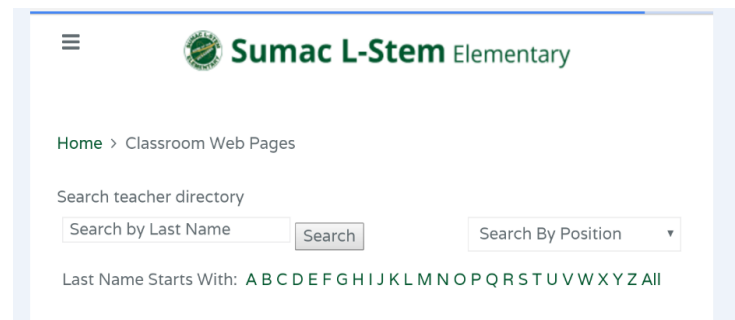 Sumac L-Stem Elementary
Home > Classroom Web Pages
Search teacher directory
Search by Last Name Search Search By Position
Last Name Starts With: A B C D E F G H I J K L M N O P Q R S T U V W X Y Z All